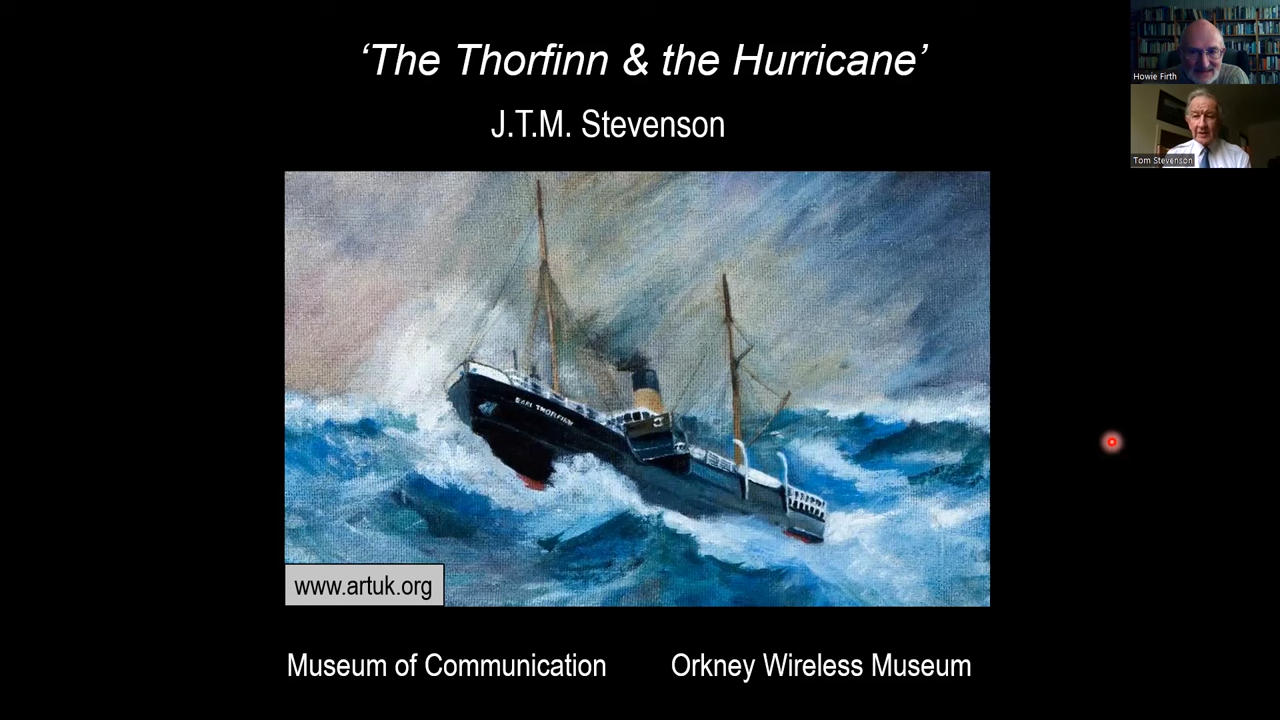 ‘The Thorfinn & the Hurricane’
J.T.M. Stevenson
Howie Firth
Tom Stevenson
EARL THORFINN
www.artuk.org
Museum of Communication
Orkney Wireless Museum